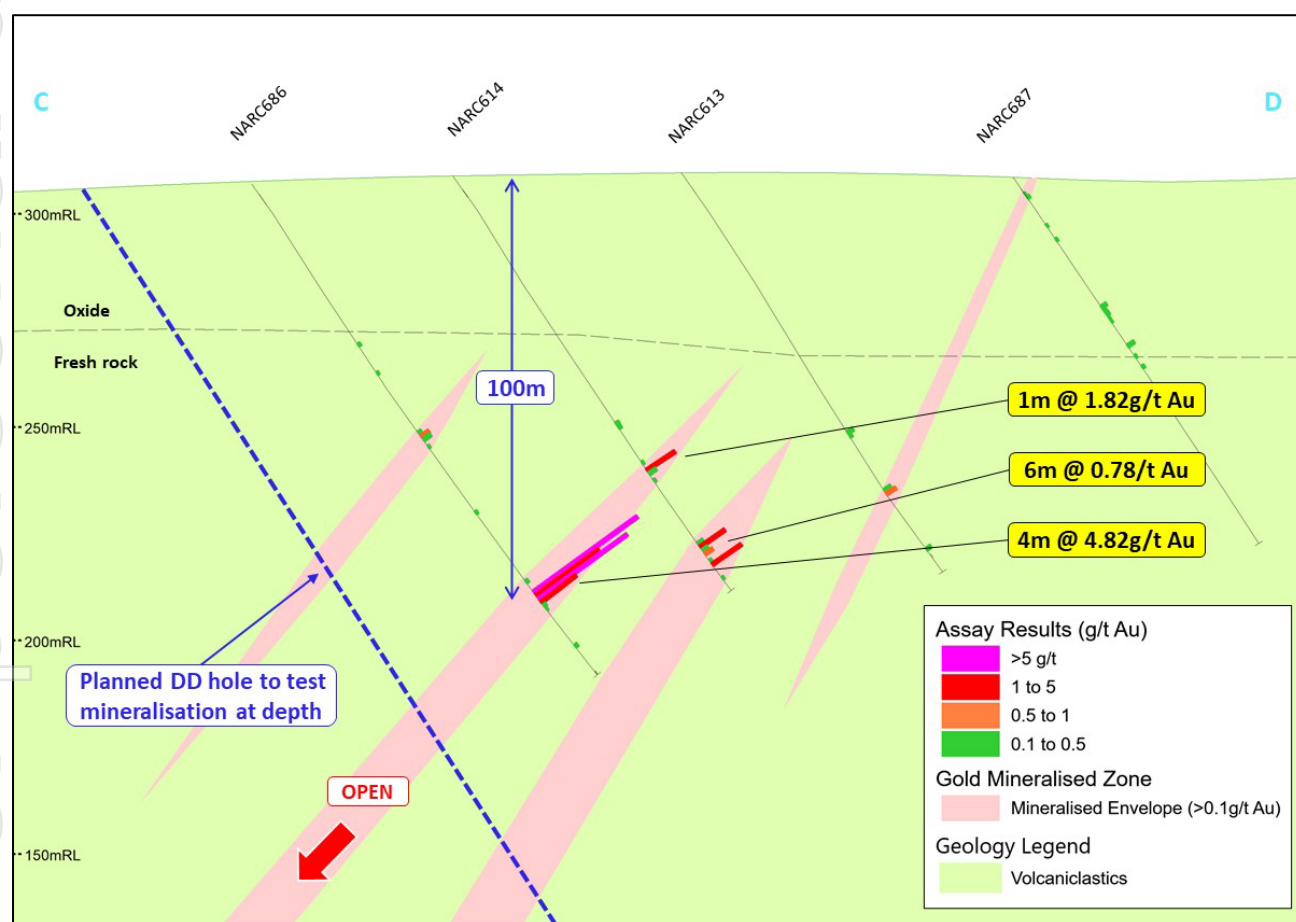 C
NARC686
NARC614
NARC613
NARC687
D
300mRL
Oxide
Fresh rock
100m
1m @ 1.82g/t Au
250mRL
6m @ 0.78/t Au
4m @ 4.82g/t Au
200mRL
Planned DD hole to test
mineralisation at depth
OPEN
150mRL
Assay Results (g/t Au)
>5 g/t
1 to 5
0.5 to 1
0.1 to 0.5
Gold Mineralised Zone
Mineralised Envelope (>0.1g/t Au)
Geology Legend
Volcaniclastics